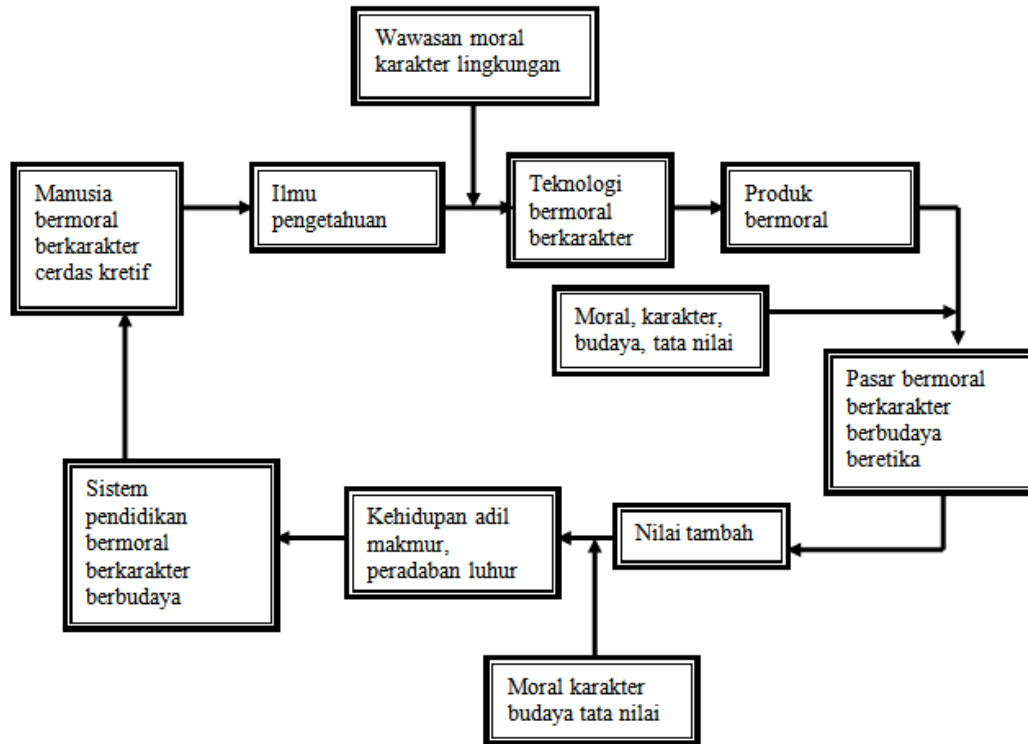 Wawasan moral
karakter lingkungan
Manusia
bermoral
berkarakter
cerdas kretif
Ilmu
pengetahuan
Teknologi
bermoral
berkarakter
Produk
bermoral
Moral, karakter,
budaya, tata nilai
Pasar bermoral
berkarakter
berbudaya
beretika
Sistem
pendidikan
bermoral
berkarakter
berbudaya
Kehidupan adil
makmur,
peradaban luhur
Nilai tambah
Moral karakter
budaya tata nilai